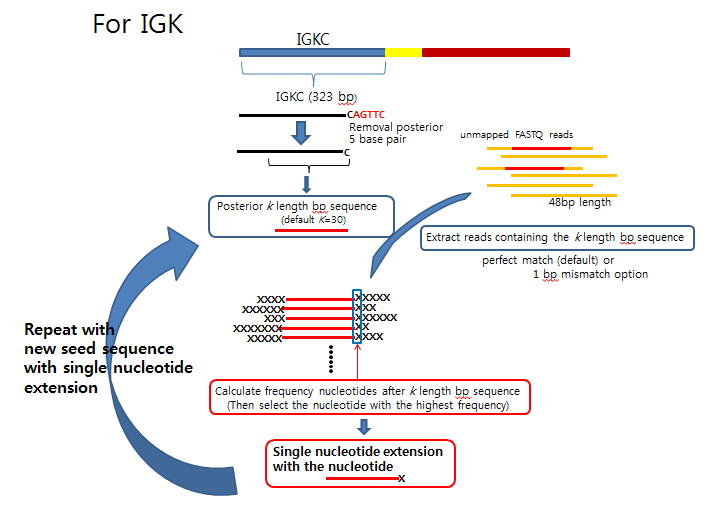 For IGK
IGKC
IGKC (323 bp)
CAGTTC
Removal posterior
5 base pair
C
unmapped FASTQ reads
48bp length
Posterior k length bp sequence
(default K=30)
Extract reads containing the k length bp sequence
perfect match (default) or
1 bp mismatch option
XXXX XXXXX
XXXXXX XXX
XXX XXXXXX
XXXXXXX XX
XXXXX XXXX
Repeat with
new seed sequence
with single nucleotide
extension
Calculate frequency nucleotides after k length bp sequence
(Then select the nucleotide with the highest frequency)
Single nucleotide extension
with the nucleotide
X